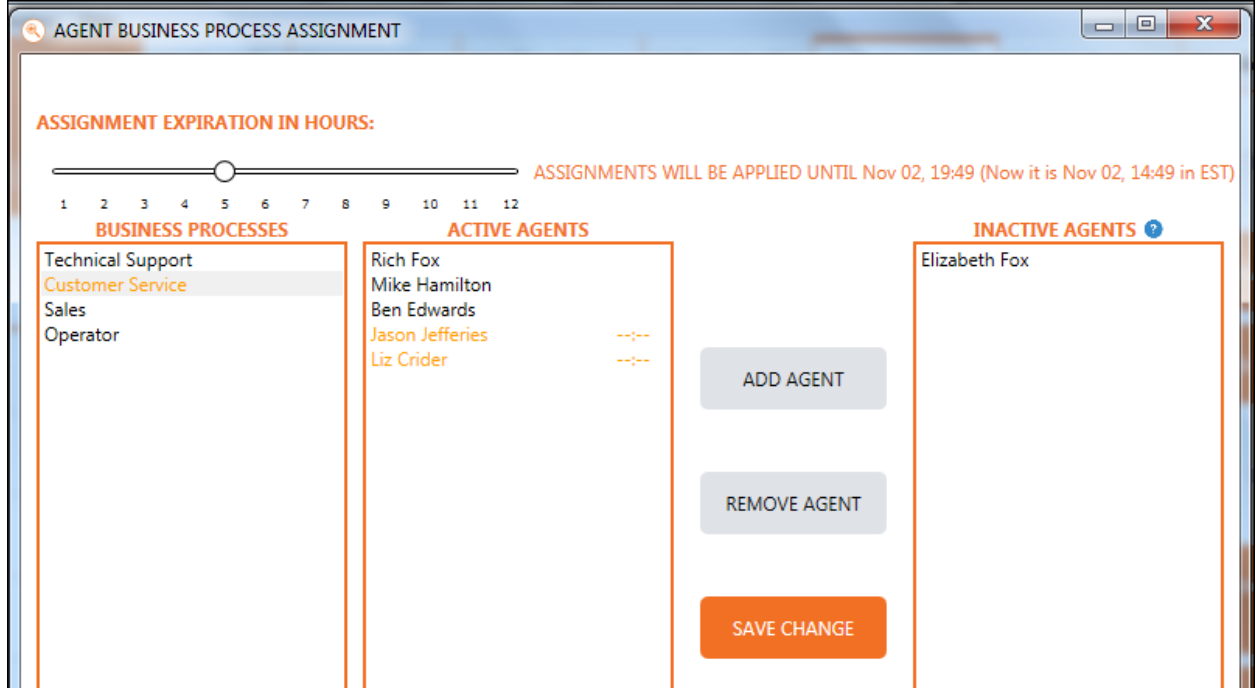 AGENT BUSINESS PROCESS ASSIGNMENT
ASSIGNMENT EXPIRATION IN HOURS:
ASSIGNMENTS WILL BE APPLIED UNTIL Nov 02, 19:49 (Now it is Nov 02, 14:49 in EST)
1 2 3 4 5 6 7 8 9 10 11 12
BUSINESS PROCESSES
Technical Support
Customer Service
Sales
Operator
ACTIVE AGENTS
Rich Fox
Mike Hamilton
Ben Edwards
Jason Jefferies --:--
Liz Crider --:--
ADD AGENT
REMOVE AGENT
SAVE CHANGE
INACTIVE AGENTS ?
Elizabeth Fox